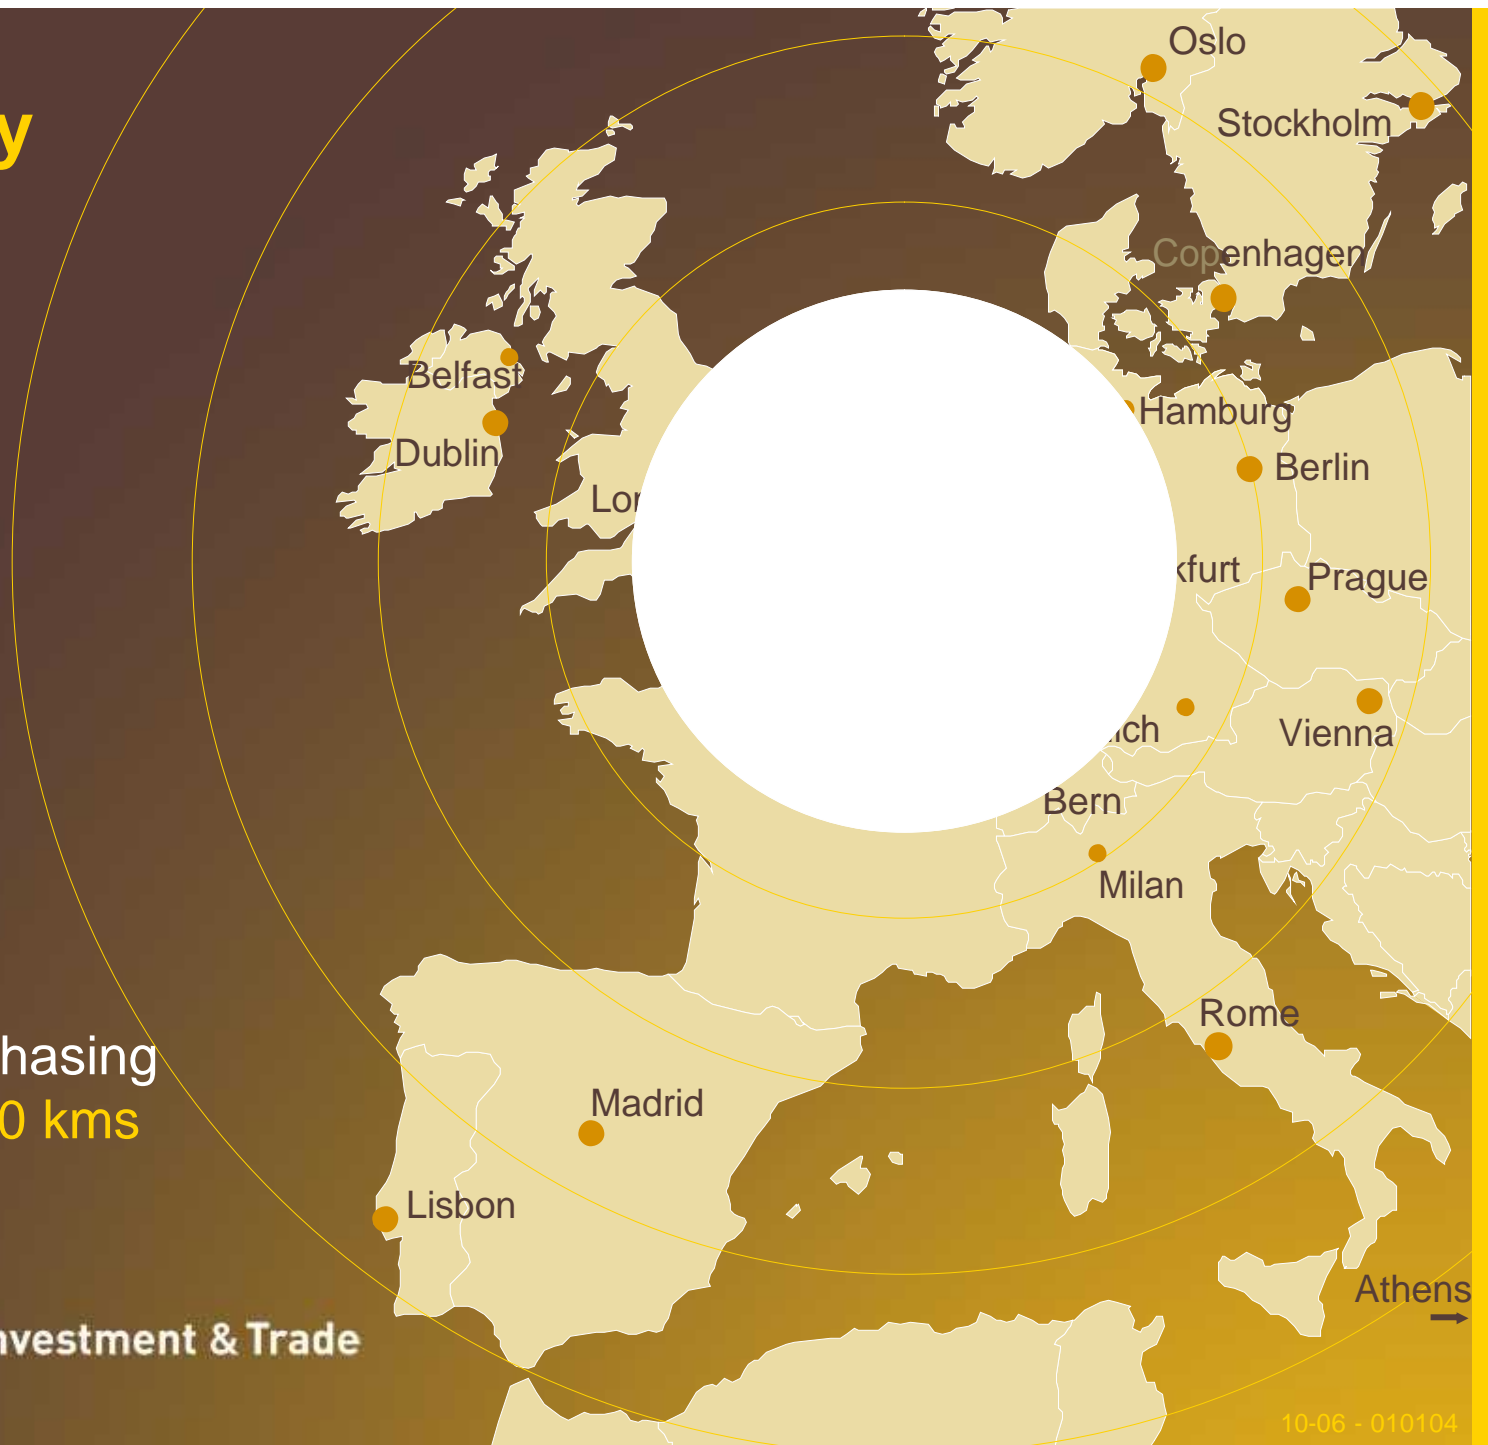 Oslo
Stockholm
y
Copenhagen
Belfast
Hamburg
Dublin
Berlin
Lor
kfurt
Prague
ich
Vienna
Bern
Milan
Rome
hasing
Madrid
0 kms
Lisbon
Athens
nvestment & Trade
10-06 - 010104